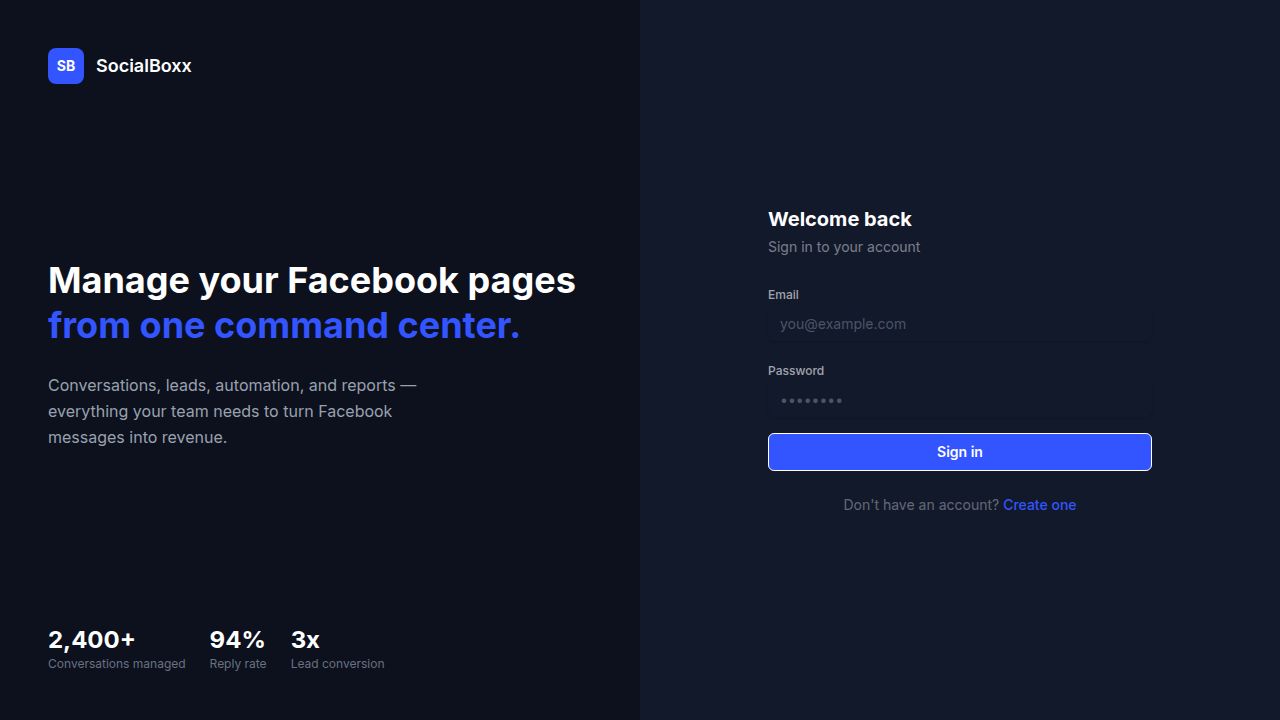 SB
SocialBoxx
Manage your Facebook pages
from one command center.
Conversations, leads, automation, and reports —
everything your team needs to turn Facebook
messages into revenue.
2,400+
Conversations managed
94%
Reply rate
3x
Lead conversion
Welcome back
Sign in to your account
Email
you@example.com
Password
••••••••
Sign in
Don't have an account? Create one